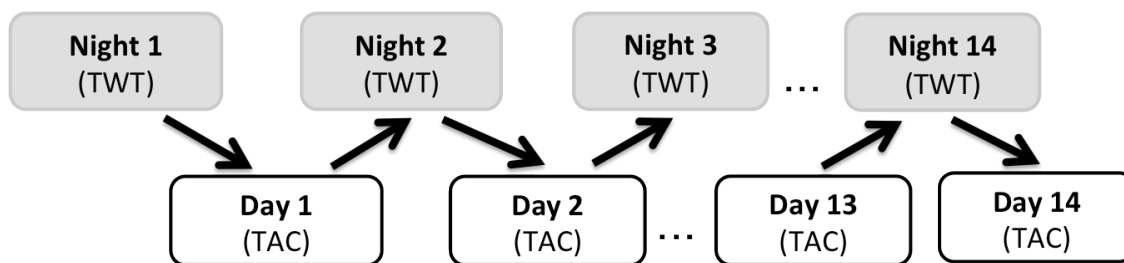 Night 1
(TWT)
Night 2
(TWT)
Night 3
(TWT)
...
Night 14
(TWT)
Day 1
(TAC)
Day 2
(TAC)
...
Day 13
(TAC)
Day 14
(TAC)